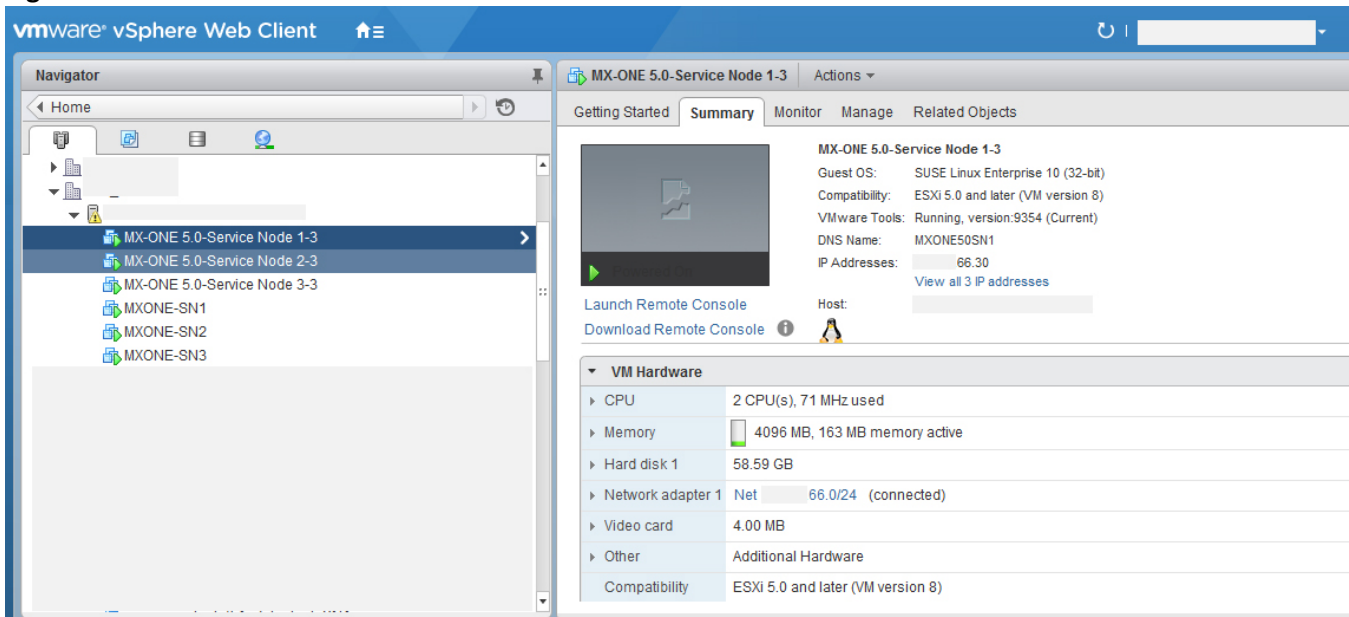 vmware® vSphere Web Client
Navigator
Home
MX-ONE 5.0-Service Node 1-3
MX-ONE 5.0-Service Node 2-3
MX-ONE 5.0-Service Node 3-3
MXONE-SN1
MXONE-SN2
MXONE-SN3
MX-ONE 5.0-Service Node 1-3 Actions
Getting Started Summary Monitor Manage Related Objects
Powered On
Launch Remote Console
Download Remote Console
MX-ONE 5.0-Service Node 1-3
Guest OS: SUSE Linux Enterprise 10 (32-bit)
Compatibility: ESXi 5.0 and later (VM version 8)
VMware Tools: Running, version:9354 (Current)
DNS Name: MXONE50SN1
IP Addresses: 66.30
View all 3 IP addresses
Host:
VM Hardware
CPU 2 CPU(s), 71 MHz used
Memory 4096 MB, 163 MB memory active
Hard disk 1 58.59 GB
Network adapter 1 Net 66.0/24 (connected)
Video card 4.00 MB
Other Additional Hardware
Compatibility ESXi 5.0 and later (VM version 8)